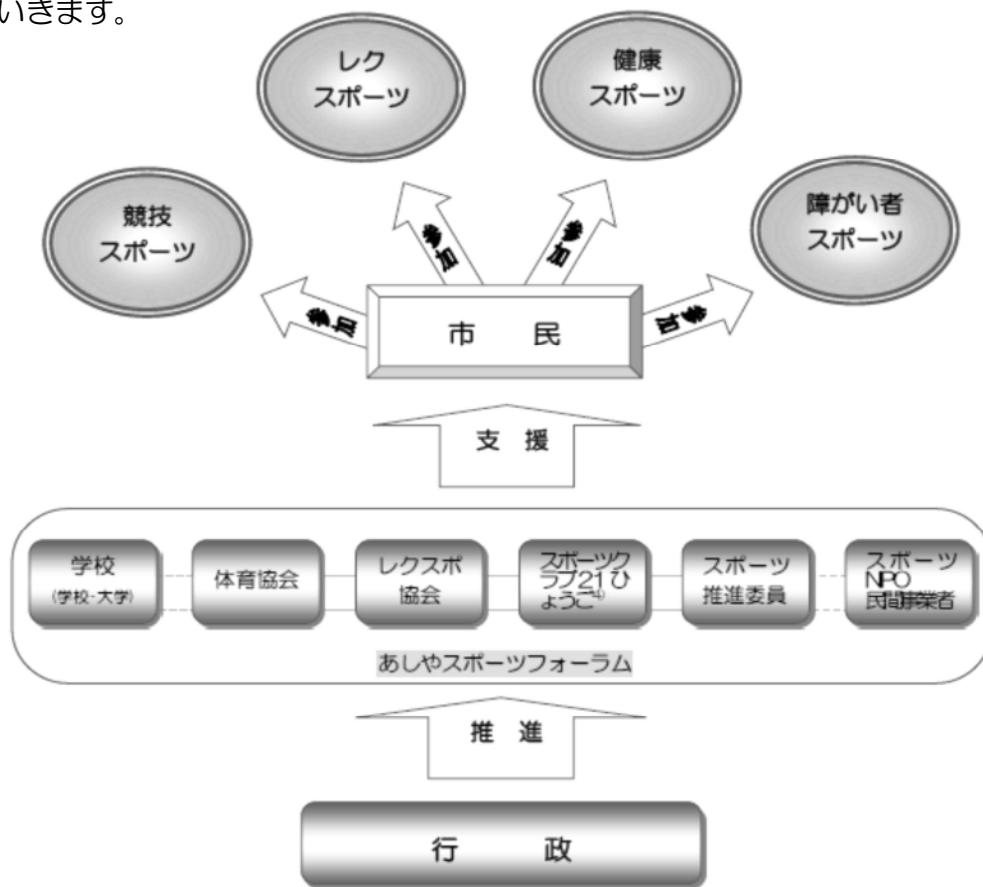 いきます。
レク
スポーツ
健康
スポーツ
競技
スポーツ
障がい者
スポーツ
参加
参加
参加
参加
市　民
支　援
学校
(学校・大学)
体育協会
レクスポ
協会
スポーツク
ラブ21ひ
ょうご
スポーツ
推進委員
スポーツ
NPO
民間事業者
あしやスポーツフォーラム
推　進
行　政